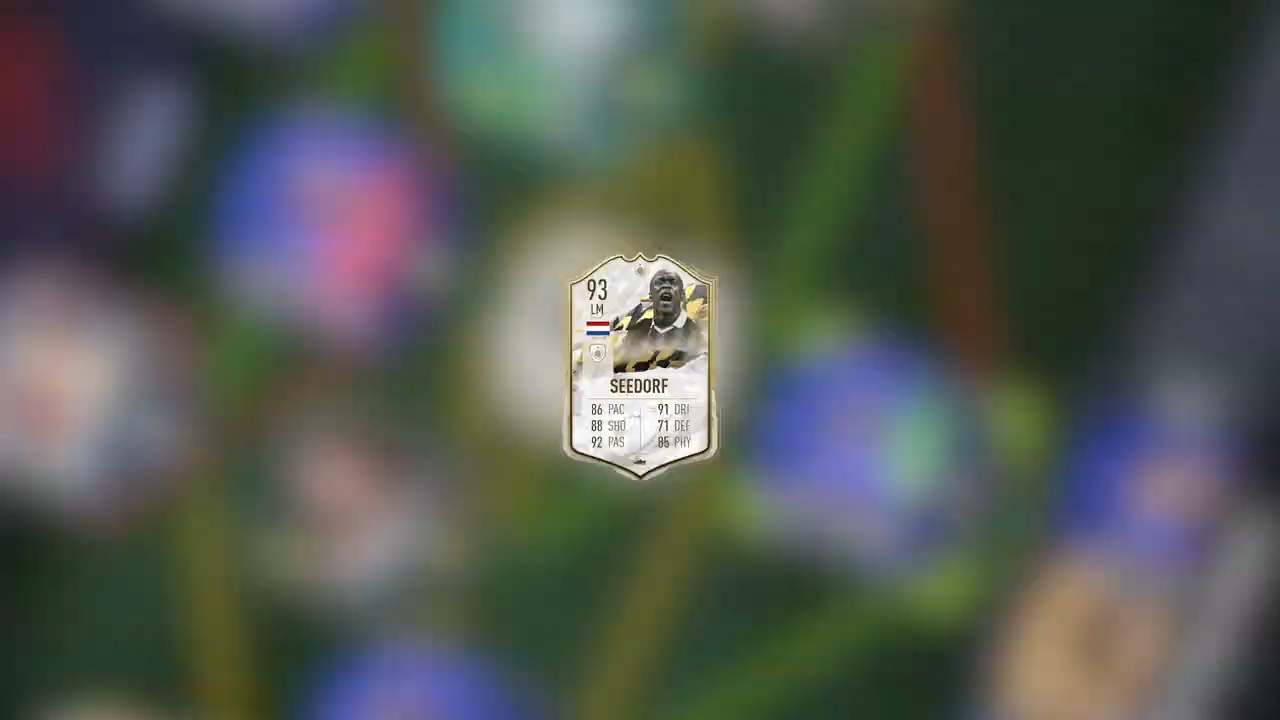 93
LM
SEEDORF
86 PAC 91 DRI
88 SHO 71 DEF
92 PAS 85 PHY